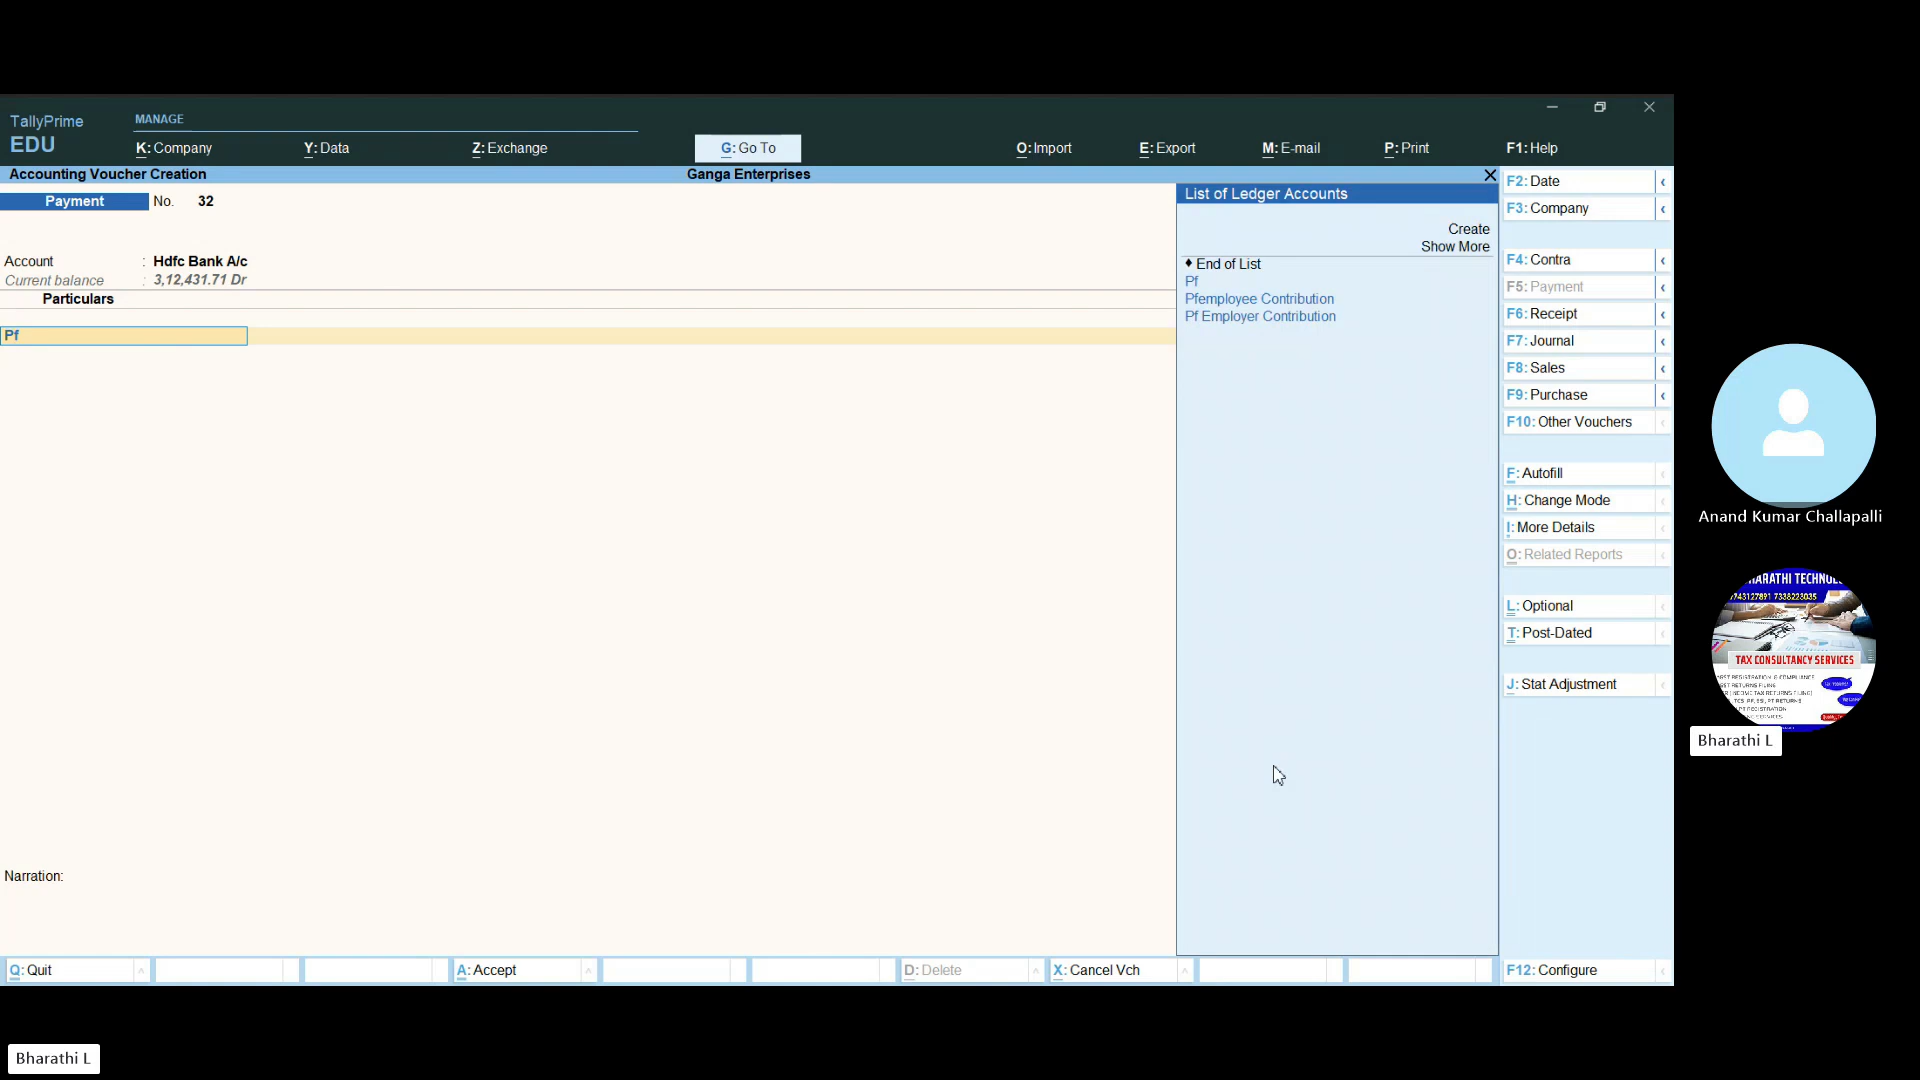 TallyPrime
EDU
MANAGE
K: Company
Y: Data
Z: Exchange
G: Go To
O: Import
E: Export
M: E-mail
P: Print
F1: Help
Accounting Voucher Creation
Ganga Enterprises
Payment No. 32
Account : Hdfc Bank A/c
Current balance : 3,12,431.71 Dr
Particulars
Pf
Narration:
List of Ledger Accounts
Create
Show More
♦ End of List
Pf
Pfemployee Contribution
Pf Employer Contribution
F2: Date
F3: Company
F4: Contra
F5: Payment
F6: Receipt
F7: Journal
F8: Sales
F9: Purchase
F10: Other Vouchers
F: Autofill
H: Change Mode
I: More Details
O: Related Reports
L: Optional
T: Post-Dated
J: Stat Adjustment
F12: Configure
Q: Quit
A: Accept
D: Delete
X: Cancel Vch
Anand Kumar Challapalli
7338223035
TAX CONSULTANCY SERVICES
Bharathi L
Bharathi L